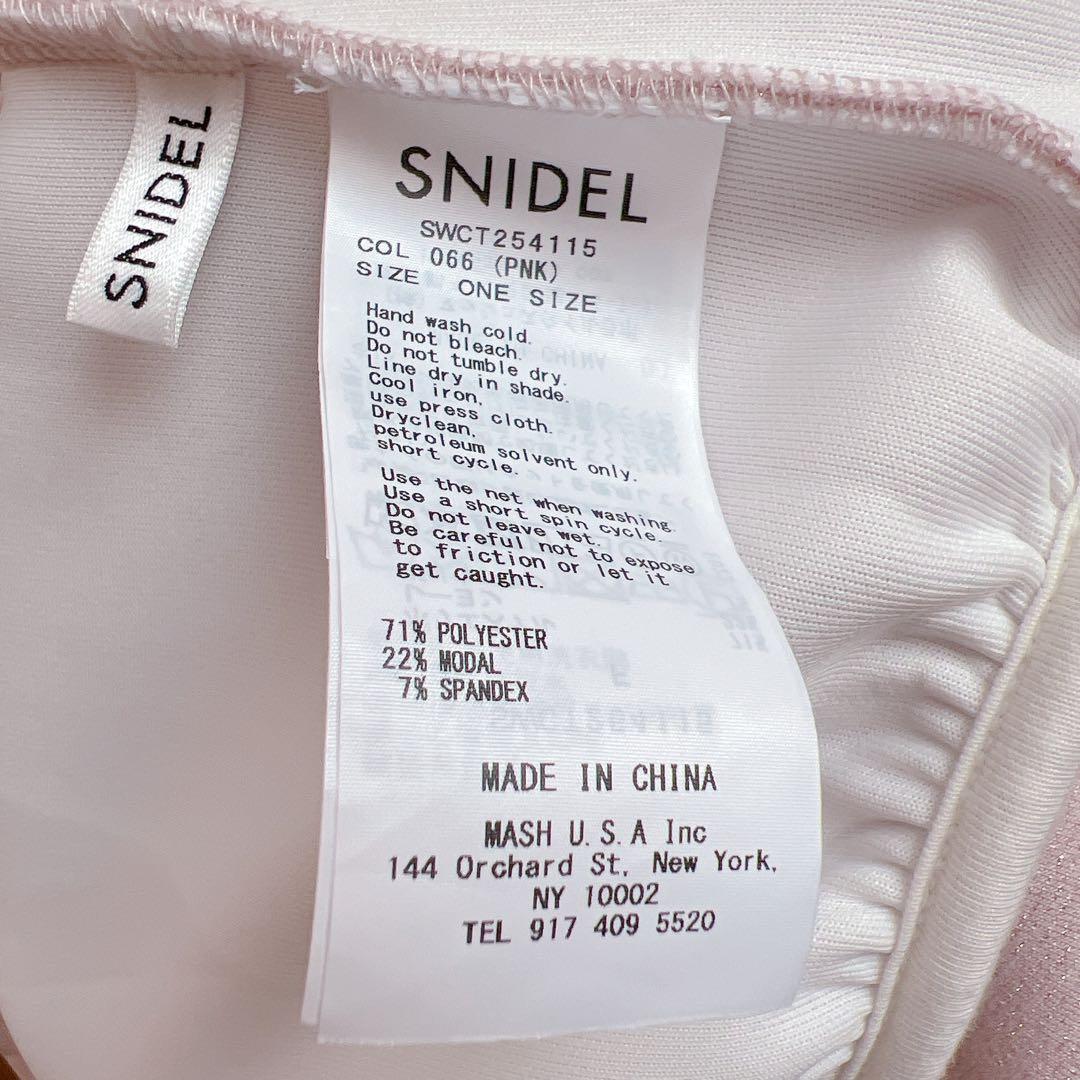 SNIDEL
SNIDEL
SWCT254115
COL 066 (PNK)
SIZE ONE SIZE
Hand wash cold.
Do not bleach.
Do not tumble dry.
Line dry in shade.
Cool iron,
use press cloth.
Dryclean,
petroleum solvent only.
short cycle.
Use the net when washing.
Use a short spin cycle.
Do not leave wet.
Be careful not to expose
to friction or let it
get caught.
71% POLYESTER
22% MODAL
7% SPANDEX
MADE IN CHINA
MASH U.S.A Inc
144 Orchard St, New York,
NY 10002
TEL 917 409 5520